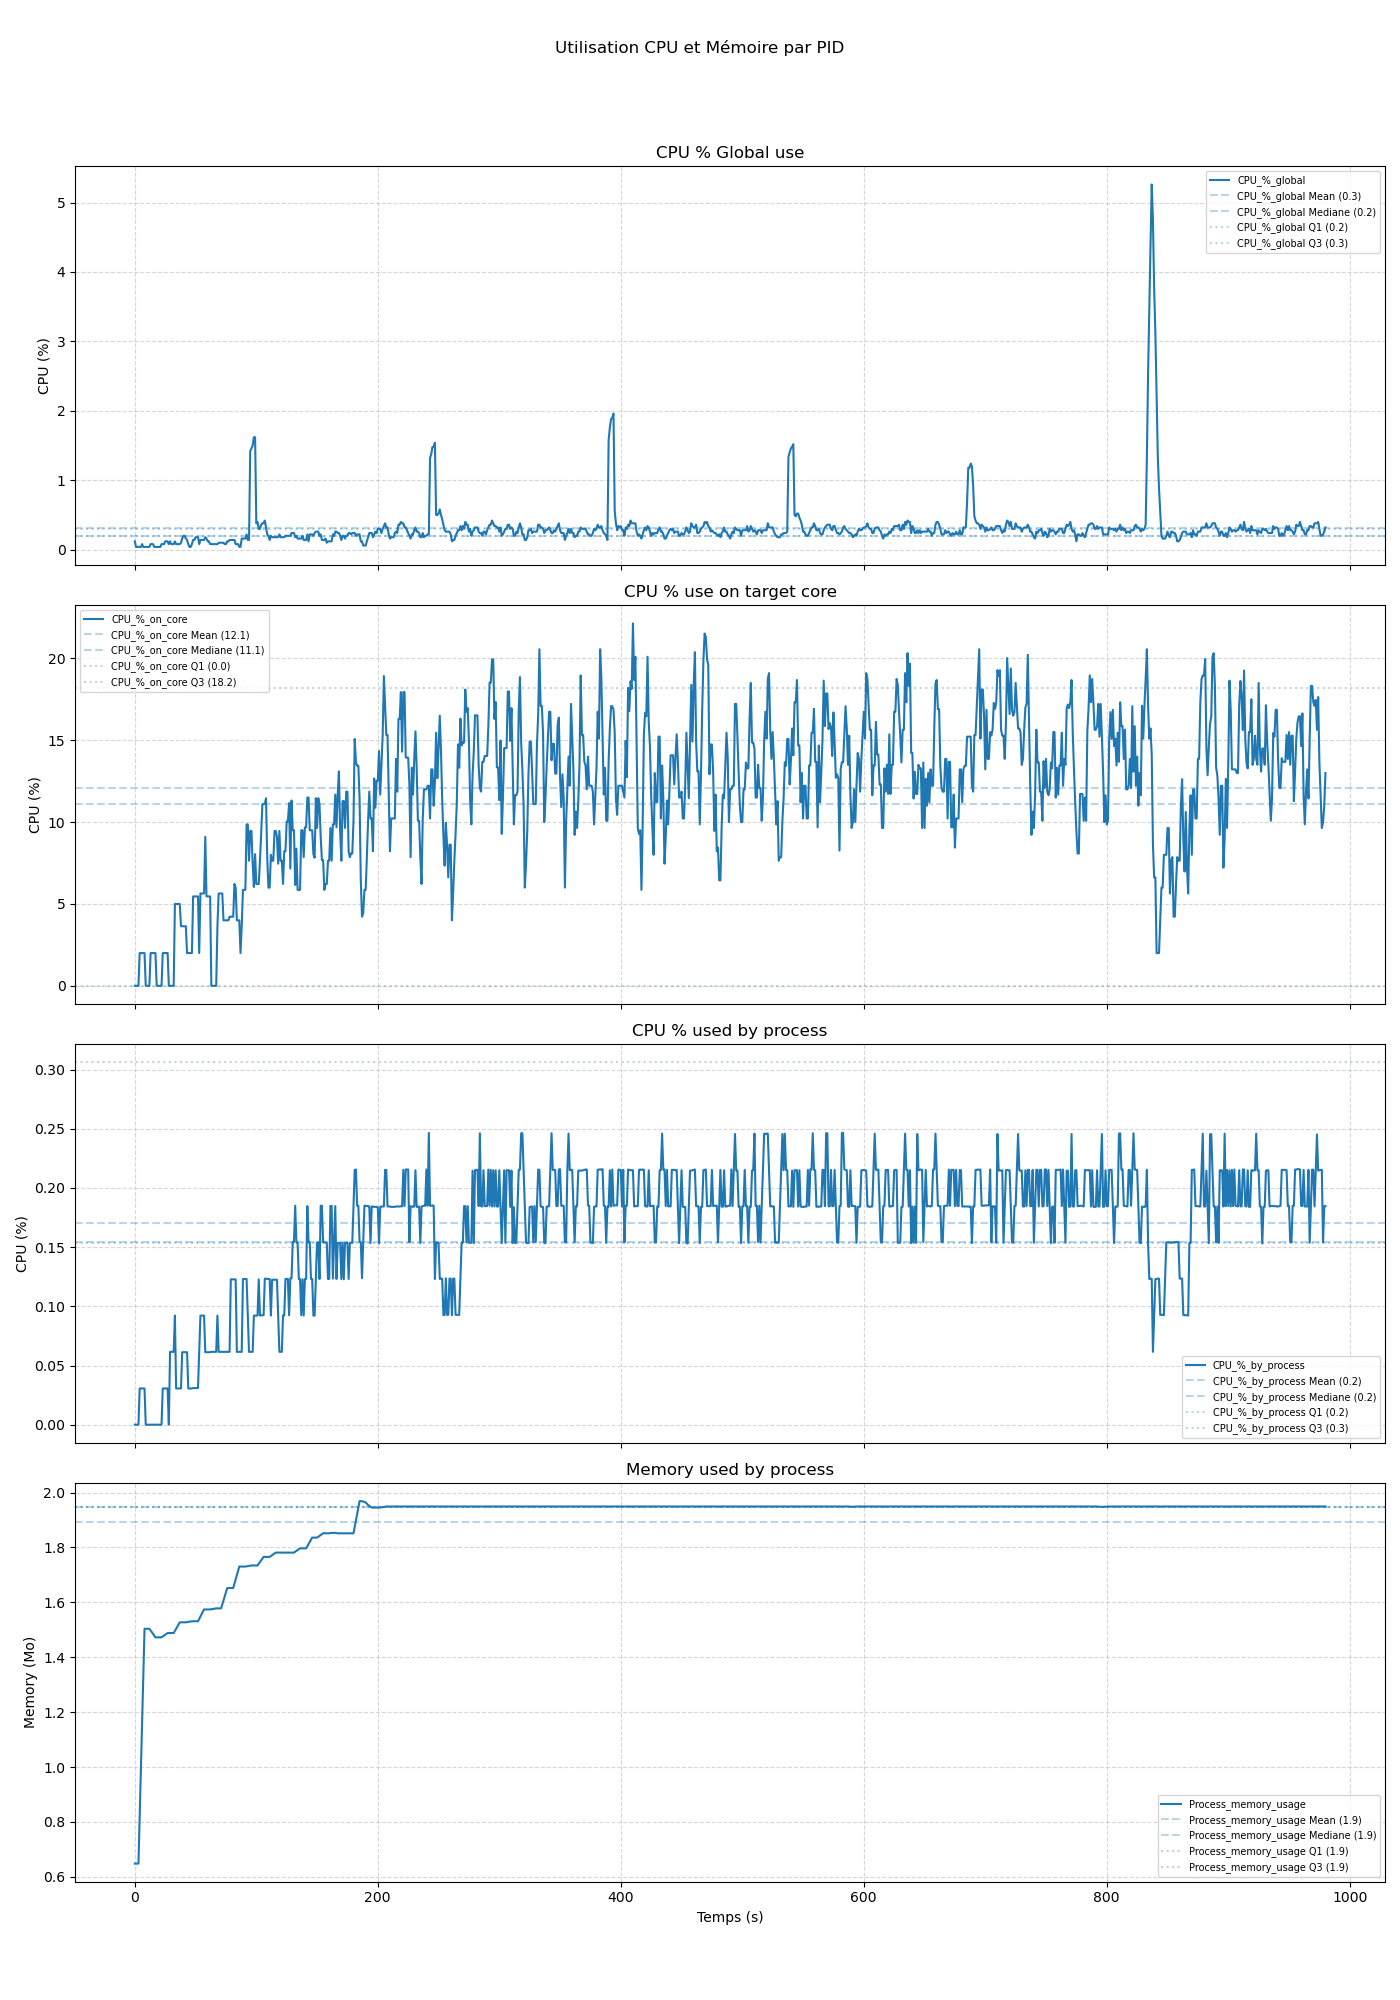 Utilisation CPU et Mémoire par PID
CPU % Global use
CPU (%)
5
4
3
2
1
0
CPU_%_global
CPU_%_global Mean (0.3)
CPU_%_global Mediane (0.2)
CPU_%_global Q1 (0.2)
CPU_%_global Q3 (0.3)
CPU % use on target core
CPU (%)
20
15
10
5
0
CPU_%_on_core
CPU_%_on_core Mean (12.1)
CPU_%_on_core Mediane (11.1)
CPU_%_on_core Q1 (0.0)
CPU_%_on_core Q3 (18.2)
CPU % used by process
CPU (%)
0.30
0.25
0.20
0.15
0.10
0.05
0.00
CPU_%_by_process
CPU_%_by_process Mean (0.2)
CPU_%_by_process Mediane (0.2)
CPU_%_by_process Q1 (0.2)
CPU_%_by_process Q3 (0.3)
Memory used by process
Memory (Mo)
2.0
1.8
1.6
1.4
1.2
1.0
0.8
0.6
Process_memory_usage
Process_memory_usage Mean (1.9)
Process_memory_usage Mediane (1.9)
Process_memory_usage Q1 (1.9)
Process_memory_usage Q3 (1.9)
0 200 400 600 800 1000
Temps (s)